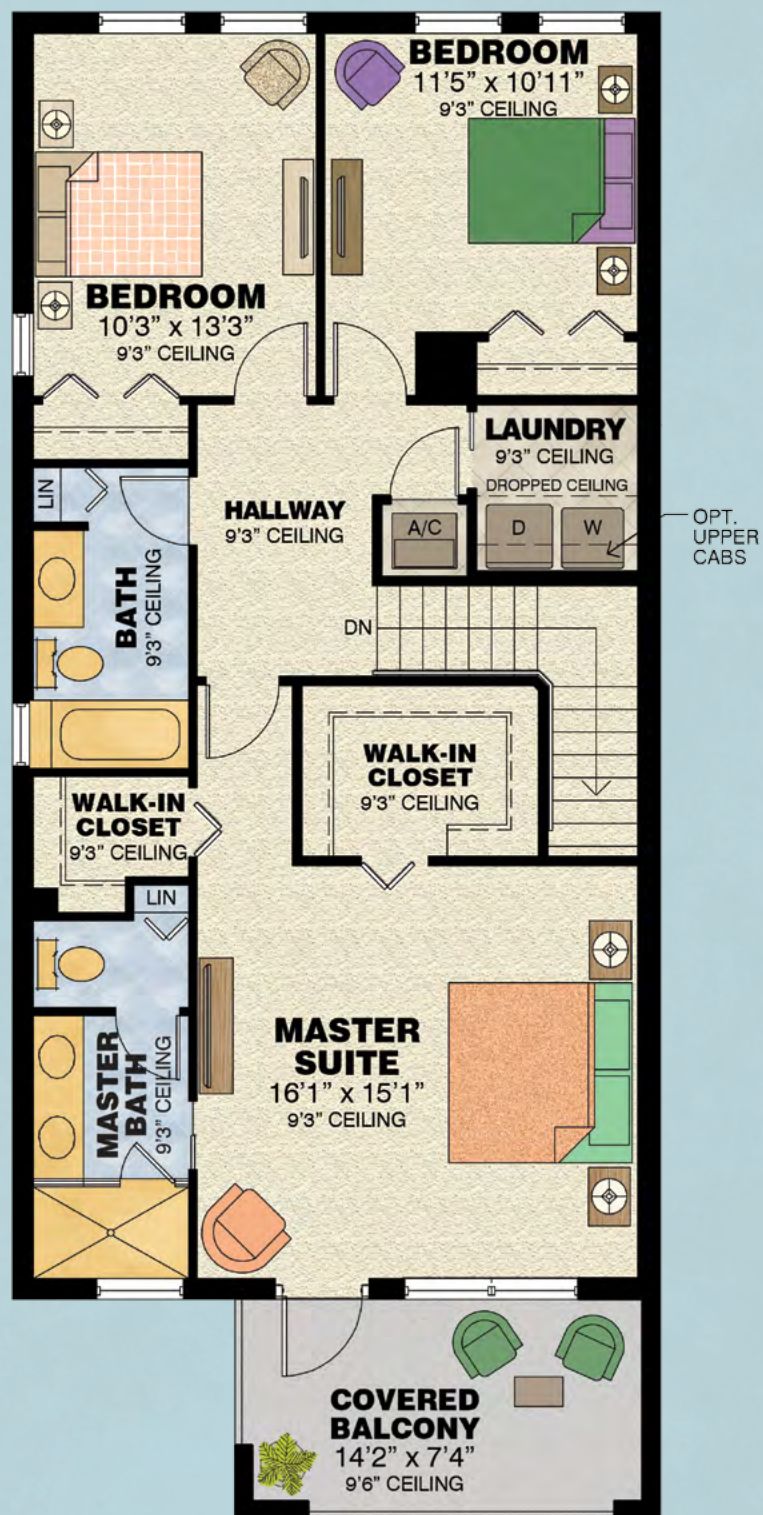 BEDROOM
11'5" x 10'11"
9'3" CEILING
BEDROOM
10'3" x 13'3"
9'3" CEILING
LAUNDRY
9'3" CEILING
DROPPED CEILING
D
W
OPT.
UPPER
CABS
A/C
HALLWAY
9'3" CEILING
LIN
BATH
9'3" CEILING
DN
WALK-IN
CLOSET
9'3" CEILING
WALK-IN
CLOSET
9'3" CEILING
LIN
MASTER
BATH
9'3" CEILING
MASTER
SUITE
16'1" x 15'1"
9'3" CEILING
COVERED
BALCONY
14'2" x 7'4"
9'6" CEILING